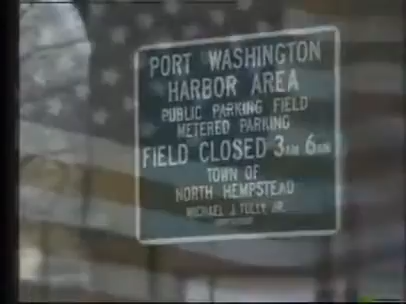 PORT WASHINGTON
HARBOR AREA
PUBLIC PARKING FIELD
METERED PARKING
FIELD CLOSED 3AM 6AM
TOWN OF
NORTH HEMPSTEAD
MICHAEL J. TULLY JR.